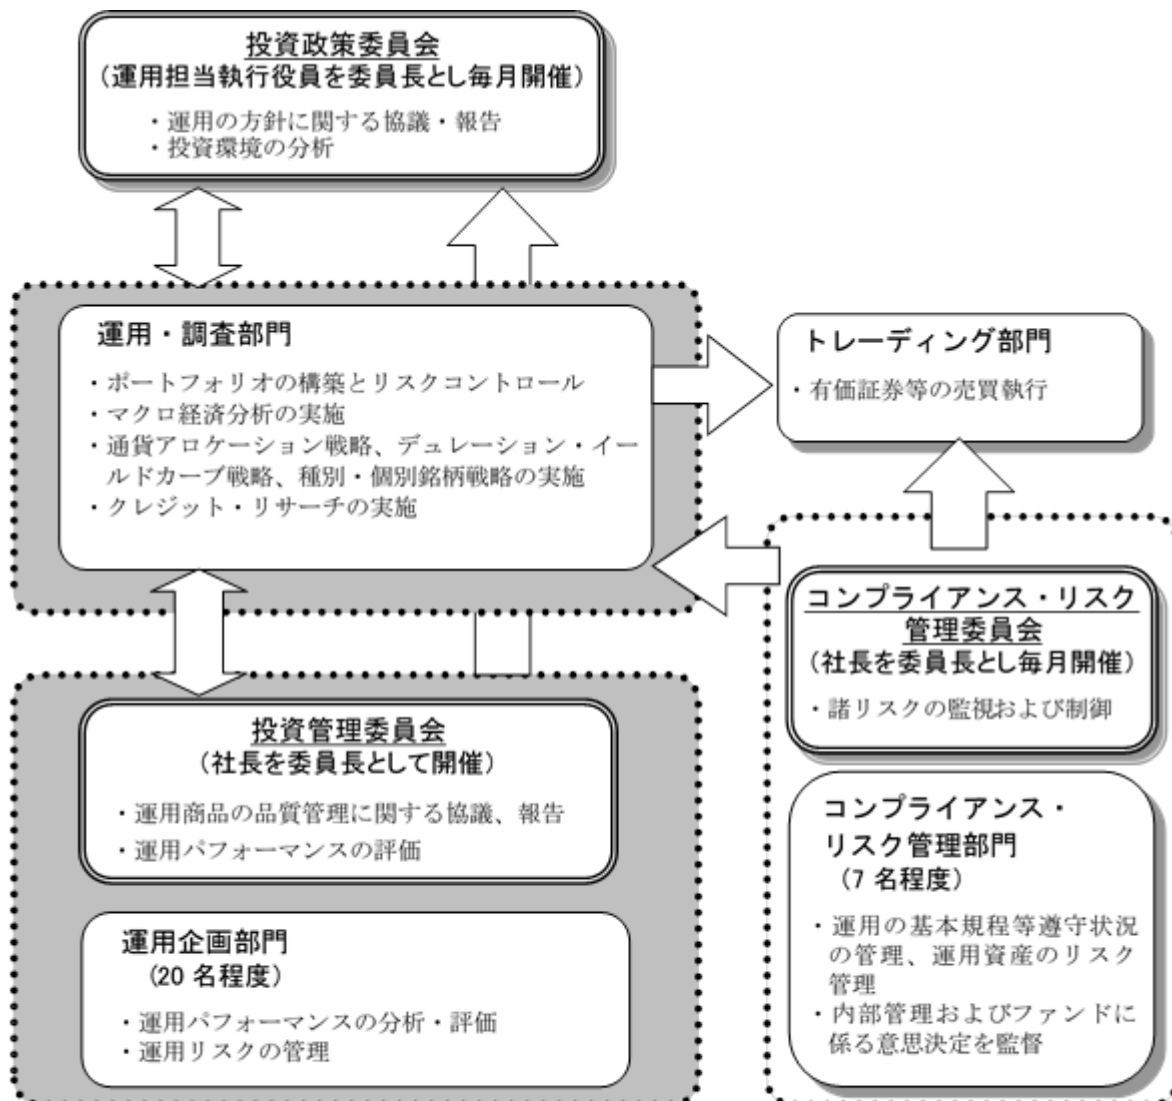 投資政策委員会
（運用担当執行役員を委員長とし毎月開催）
・運用の方針に関する協議・報告
・投資環境の分析
運用・調査部門
・ポートフォリオの構築とリスクコントロール
・マクロ経済分析の実施
・通貨アロケーション戦略、デュレーション・イー
ルドカーブ戦略、種別・個別銘柄戦略の実施
・クレジット・リサーチの実施
トレーディング部門
・有価証券等の売買執行
投資管理委員会
（社長を委員長として開催）
・運用商品の品質管理に関する協議、報告
・運用パフォーマンスの評価
運用企画部門
（20 名程度）
・運用パフォーマンスの分析・評価
・運用リスクの管理
コンプライアンス・リスク
管理委員会
（社長を委員長とし毎月開催）
・諸リスクの監視および制御
コンプライアンス・
リスク管理部門
（7 名程度）
・運用の基本規程等遵守状況
の管理、運用資産のリスク
管理
・内部管理およびファンドに
係る意思決定を監督